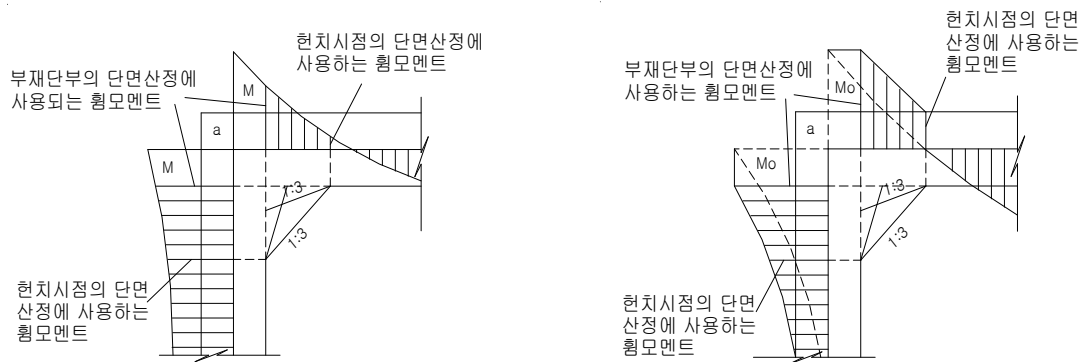 헌치시점의 단면산정에
사용하는 휨모멘트
부재단부의 단면산정에
사용되는 휨모멘트
M
a
M
1:3
1:3
헌치시점의 단면
산정에 사용하는
휨모멘트
헌치시점의 단면
산정에 사용하는
휨모멘트
부재단부의 단면산정에
사용하는 휨모멘트
Mo
a
Mo
1:3
1:3
헌치시점의 단면
산정에 사용하는
휨모멘트